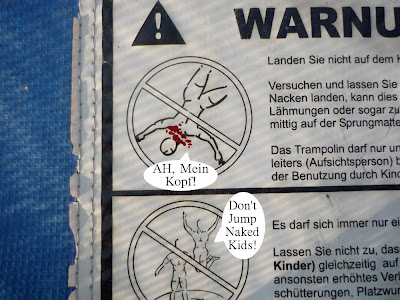 WARNU
Landen Sie nicht auf dem K
Versuchen und lassen Sie
Nacken landen, kann dies
Lähmungen oder sogar zu
mittig auf der Sprungmatte
Das Trampolin darf nur un
leiters (Aufsichtsperson) b
der Benutzung durch Kind
AH, Mein
Kopf!
Don't
Jump
Naked
Kids!
Es darf sich immer nur ei
Lassen Sie nicht zu, das
Kinder) gleichzeitig auf
ansonsten erhöhtes Verl
schütterungen, Platzwu